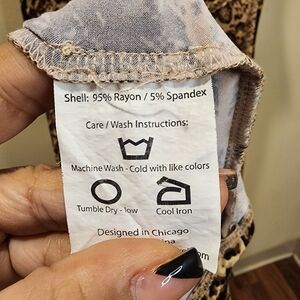 Shell: 95% Rayon / 5% Spandex
Care / Wash Instructions:
Machine Wash - Cold with like colors
Tumble Dry - low
Cool Iron
Designed in Chicago